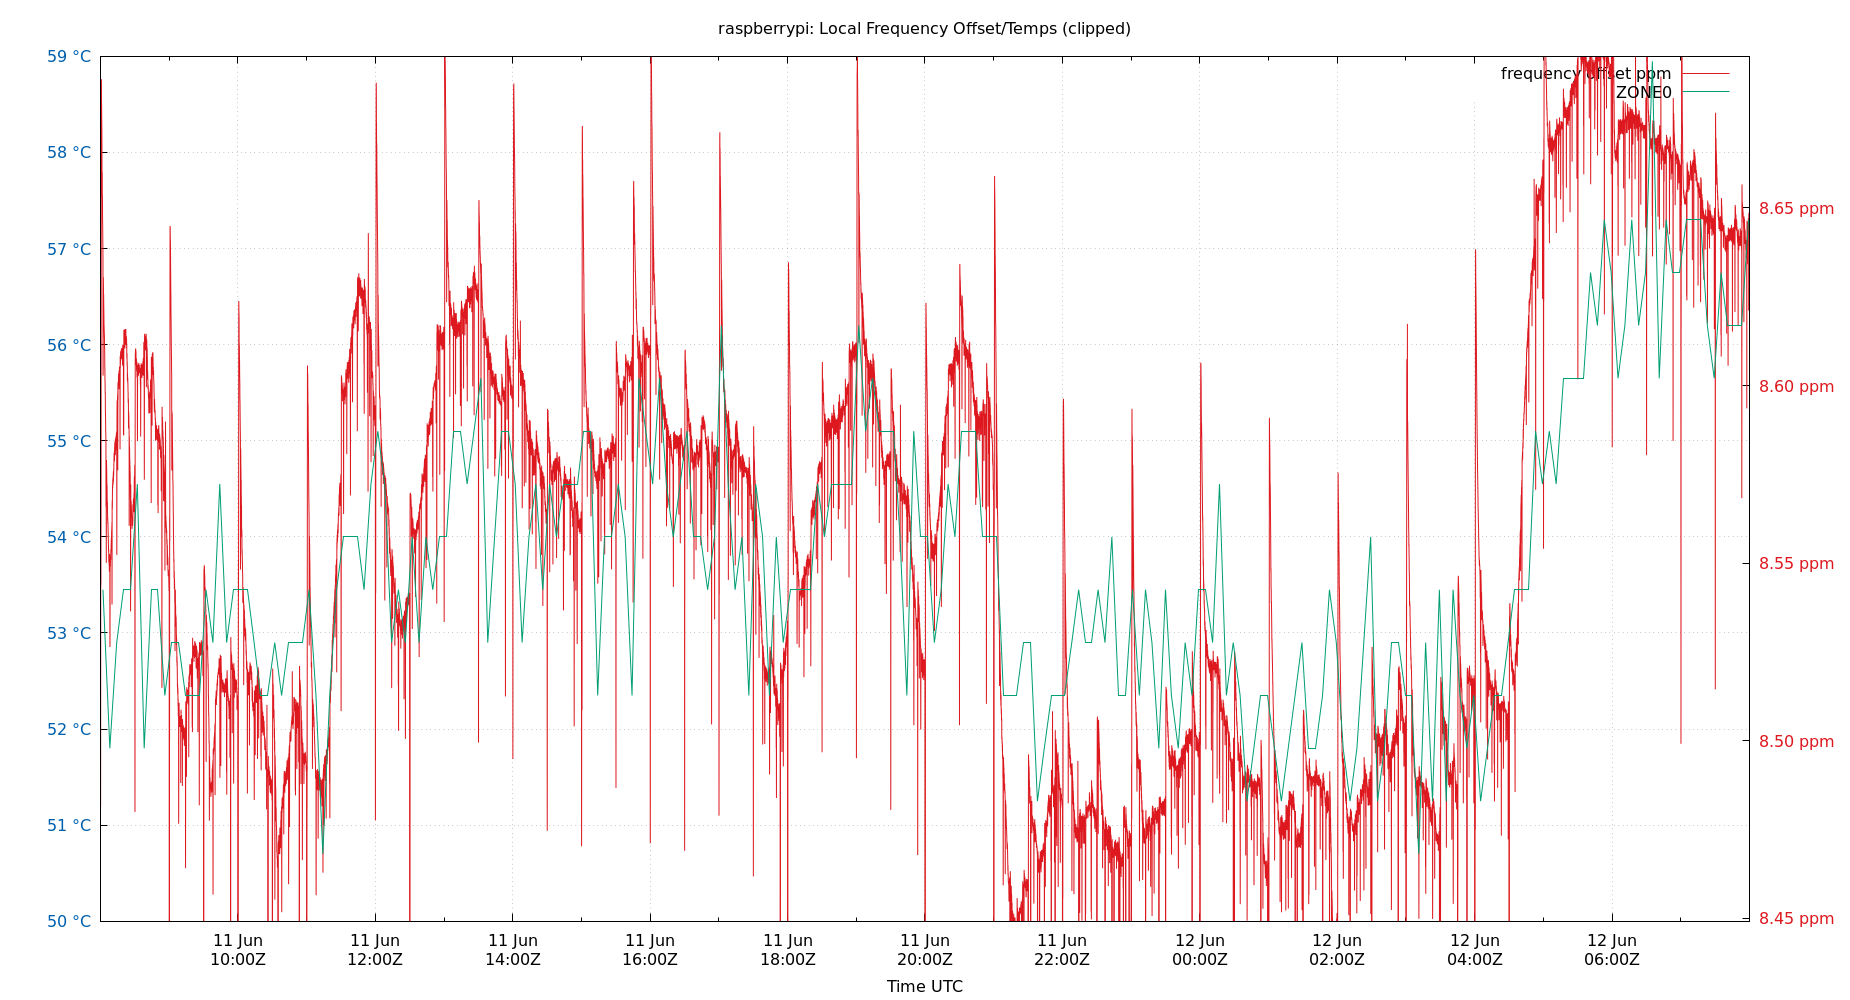 raspberrypi: Local Frequency Offset/Temps (clipped)
59 °C
58 °C
57 °C
56 °C
55 °C
54 °C
53 °C
52 °C
51 °C
50 °C
frequency offset ppm
ZONE0
8.65 ppm
8.60 ppm
8.55 ppm
8.50 ppm
8.45 ppm
11 Jun
10:00Z
11 Jun
12:00Z
11 Jun
14:00Z
11 Jun
16:00Z
11 Jun
18:00Z
11 Jun
20:00Z
11 Jun
22:00Z
12 Jun
00:00Z
12 Jun
02:00Z
12 Jun
04:00Z
12 Jun
06:00Z
Time UTC